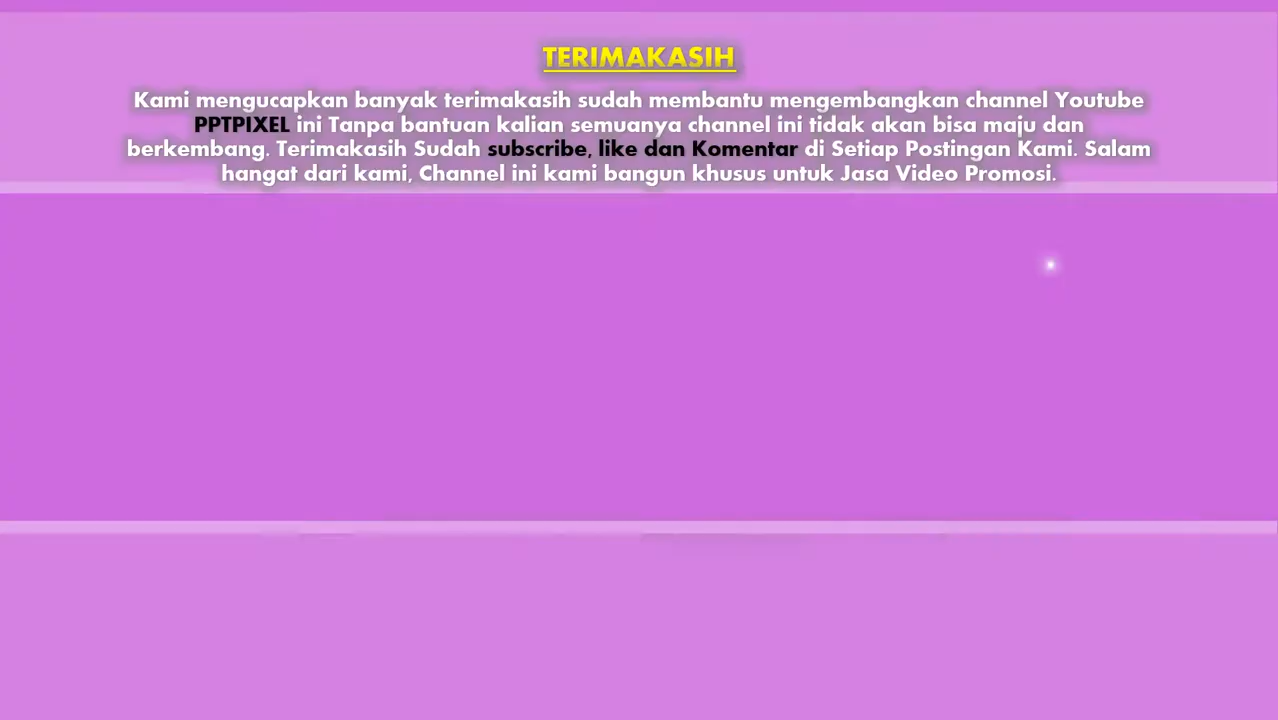 TERIMAKASIH
Kami mengucapkan banyak terimakasih sudah membantu mengembangkan channel Youtube
PPTPIXEL ini Tanpa bantuan kalian semuanya channel ini tidak akan bisa maju dan
berkembang. Terimakasih Sudah subscribe, like dan Komentar di Setiap Postingan Kami. Salam
hangat dari kami, Channel ini kami bangun khusus untuk Jasa Video Promosi.